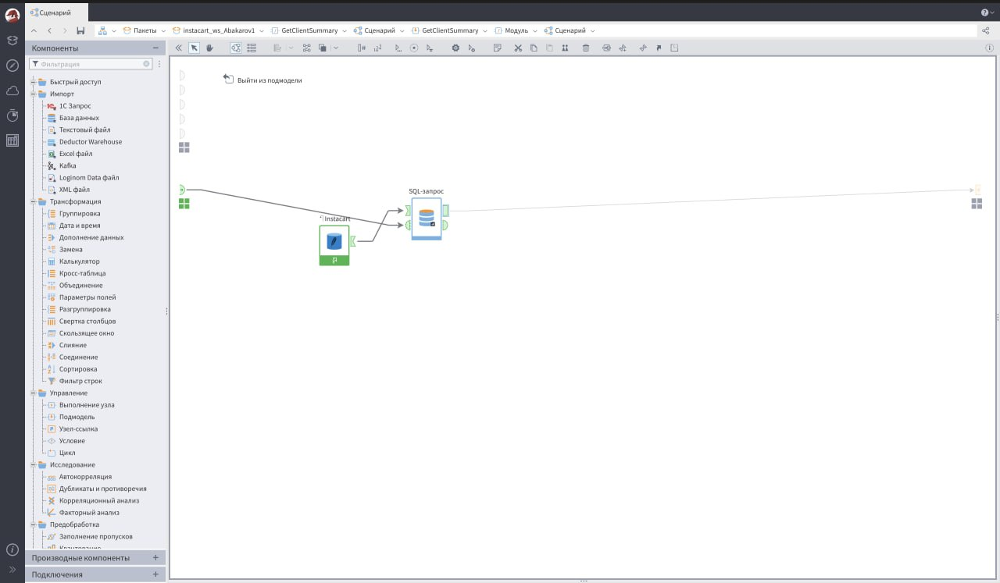 Сценарий
Пакеты instacart_ws_Abakarov1 GetClientSummary Сценарий GetClientSummary Модуль Сценарий
Компоненты
Фильтрация
Быстрый доступ
Импорт
1С Запрос
База данных
Текстовый файл
Deductor Warehouse
Excel файл
Kafka
Loginom Data файл
XML файл
Трансформация
Группировка
Дата и время
Дополнение данных
Замена
Калькулятор
Кросс-таблица
Объединение
Параметры полей
Разгруппировка
Свертка столбцов
Скользящее окно
Слияние
Соединение
Сортировка
Фильтр строк
Управление
Выполнение узла
Подмодель
Узел-ссылка
Условие
Цикл
Исследование
Автокорреляция
Дубликаты и противоречия
Корреляционный анализ
Факторный анализ
Предобработка
Заполнение пропусков
Квантование
Производные компоненты
Подключения
Выйти из подмодели
SQL-запрос
Instacart